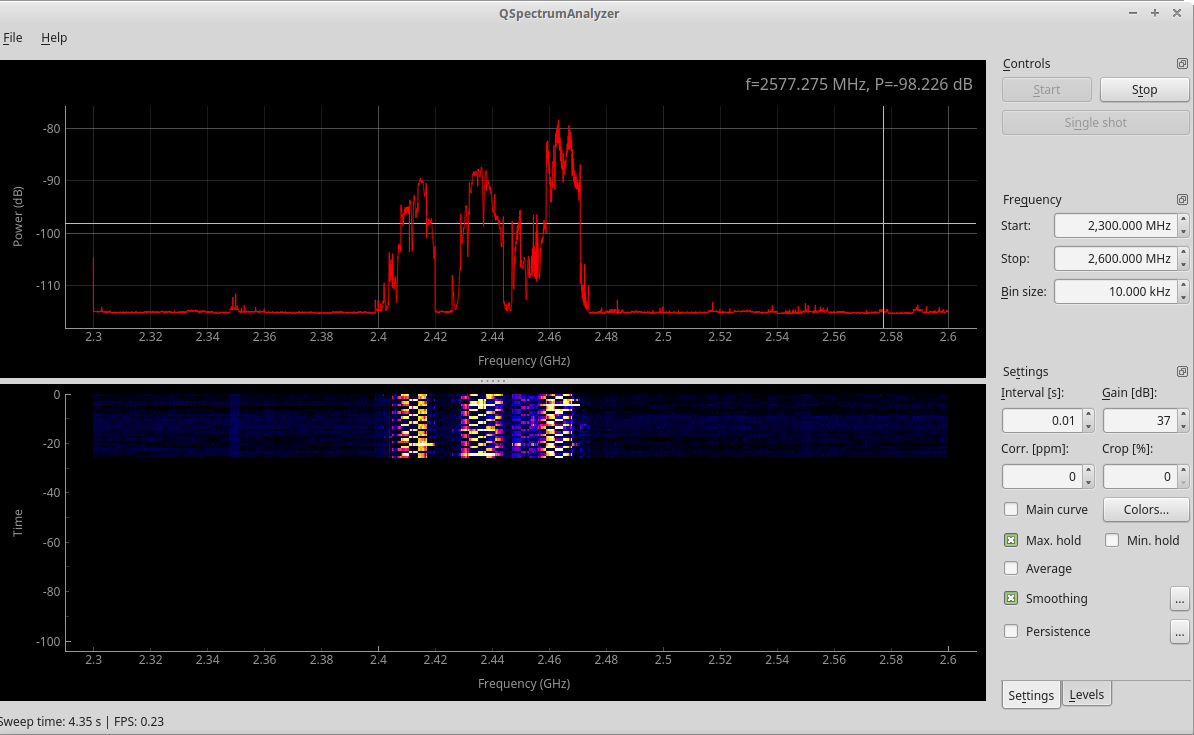 QSpectrumAnalyzer
File Help
f=2577.275 MHz, P=-98.226 dB
-80
-90
-100
-110
Power (dB)
2.3 2.32 2.34 2.36 2.38 2.4 2.42 2.44 2.46 2.48 2.5 2.52 2.54 2.56 2.58 2.6
Frequency (GHz)
0
-20
-40
-60
-80
-100
Time
2.3 2.32 2.34 2.36 2.38 2.4 2.42 2.44 2.46 2.48 2.5 2.52 2.54 2.56 2.58 2.6
Frequency (GHz)
Controls
Start Stop
Single shot
Frequency
Start: 2,300.000 MHz
Stop: 2,600.000 MHz
Bin size: 10.000 kHz
Settings
Interval [s]: Gain [dB]:
0.01 37
Corr. [ppm]: Crop [%]:
0 0
Main curve Colors...
Max. hold Min. hold
Average
Smoothing ...
Persistence ...
Settings Levels
Sweep time: 4.35 s | FPS: 0.23